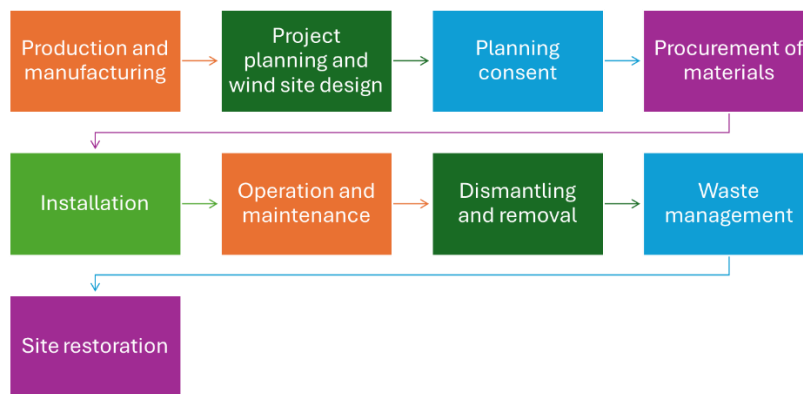 Production and
manufacturing
Project
planning and
wind site design
Planning
consent
Procurement of
materials
Installation
Operation and
maintenance
Dismantling
and removal
Waste
management
Site restoration